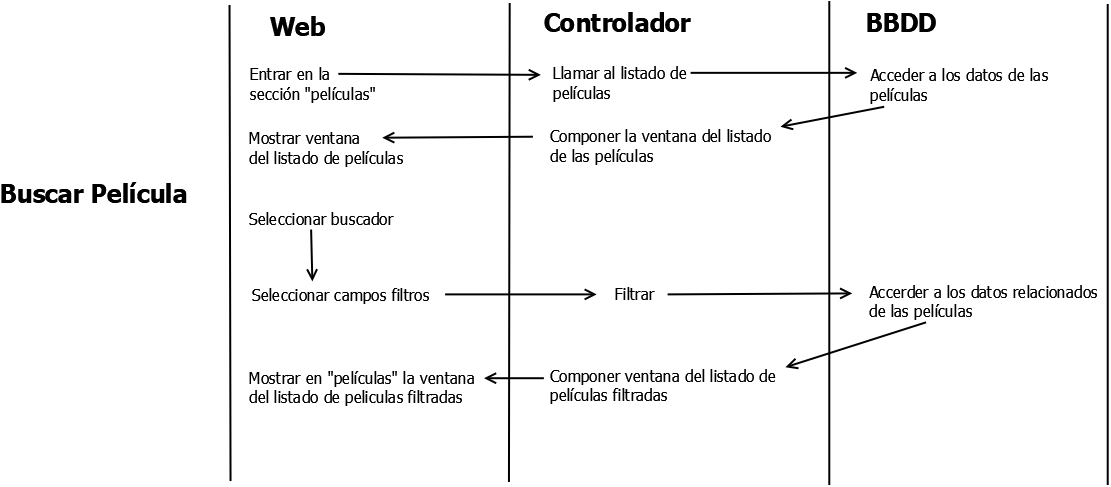 Web
Controlador
BBDD
Entrar en la
sección "películas"
Llamar al listado de
películas
Acceder a los datos de las
películas
Mostrar ventana
del listado de películas
Componer la ventana del listado
de las películas
Buscar Película
Seleccionar buscador
Seleccionar campos filtros
Filtrar
Accerder a los datos relacionados
de las películas
Mostrar en "películas" la ventana
del listado de peliculas filtradas
Componer ventana del listado de
películas filtradas